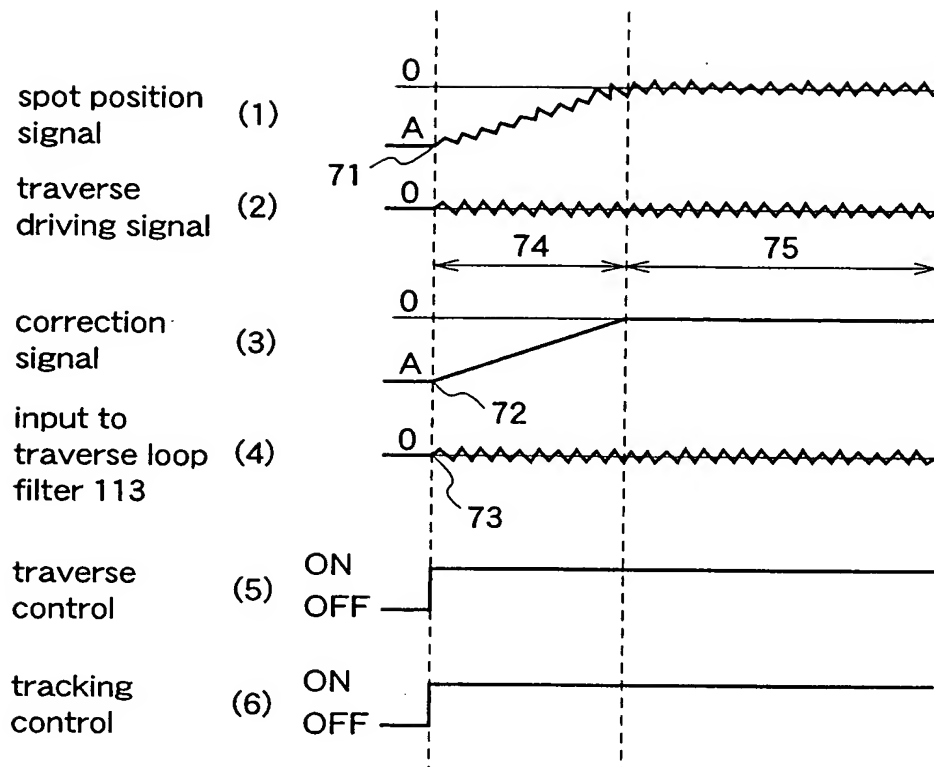 0
spot position
signal
(1)
A
71
traverse
driving signal
(2)
0
74
75
0
correction
signal
(3)
A
72
input to
traverse loop
filter 113
(4)
0
73
traverse
control
(5)
ON
OFF
tracking
control
(6)
ON
OFF